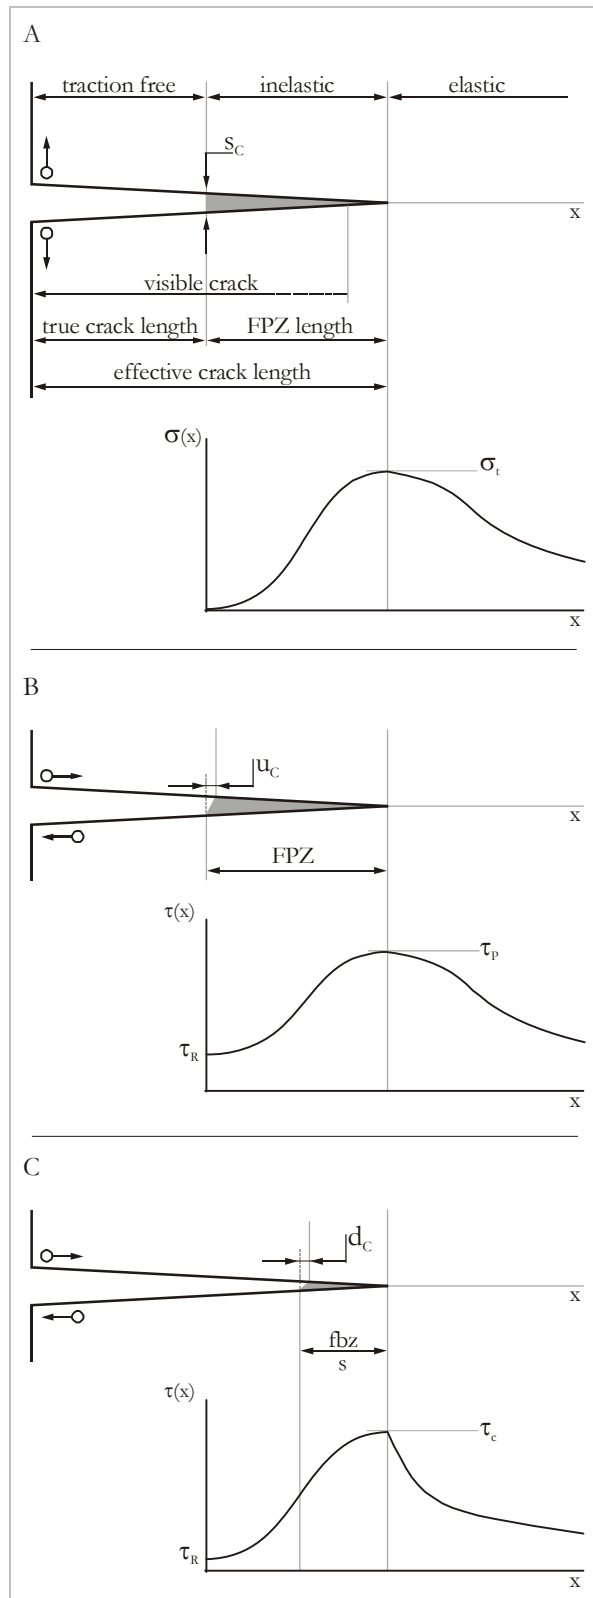 A
traction free inelastic elastic
s_C
x
visible crack
true crack length FPZ length
effective crack length
σ(x)
σ_t
x
B
u_C
x
FPZ
τ(x)
τ_P
τ_R
x
C
d_C
x
fbz
s
τ(x)
τ_c
τ_R
x